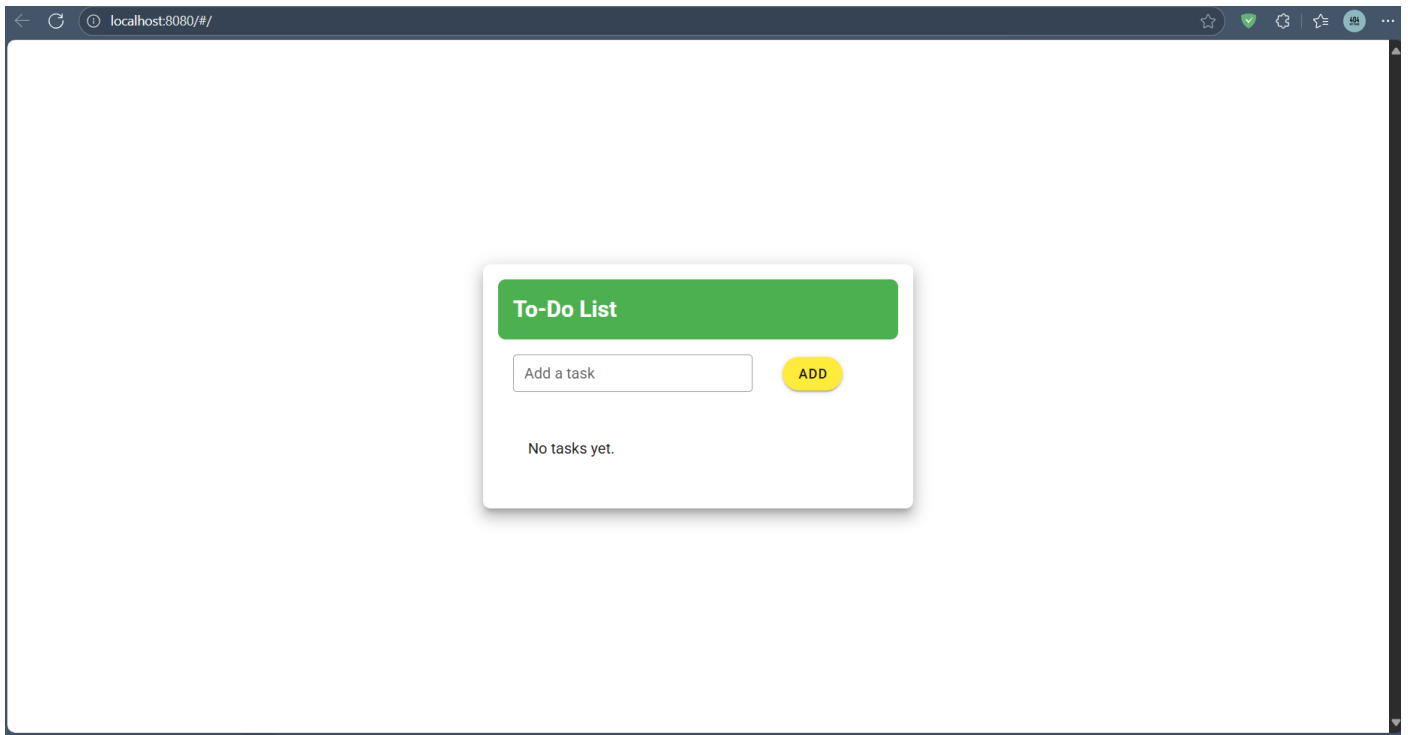 localhost:8080/#/
To-Do List
Add a task
ADD
No tasks yet.